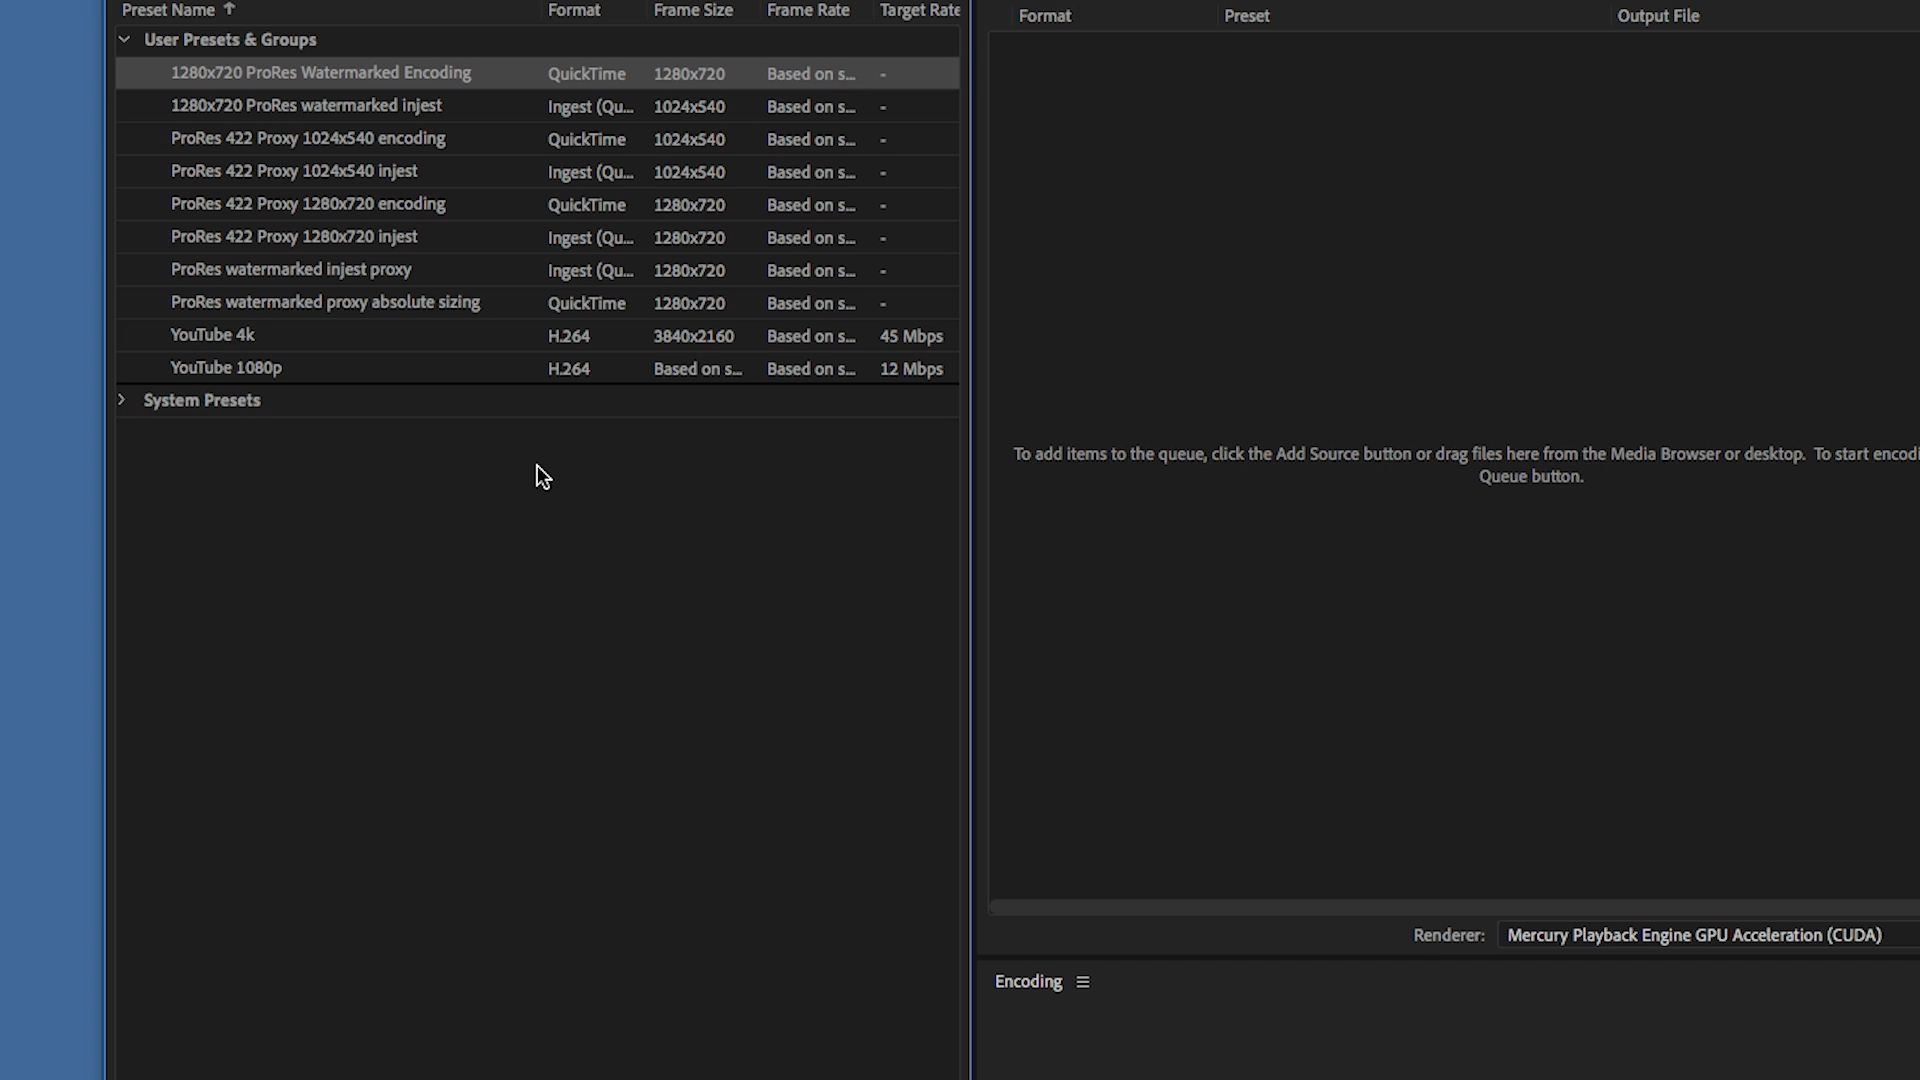 Preset Name ↑ Format Frame Size Frame Rate Target Rate
User Presets & Groups
1280x720 ProRes Watermarked Encoding QuickTime 1280x720 Based on s... -
1280x720 ProRes watermarked injest Ingest (Qu... 1024x540 Based on s... -
ProRes 422 Proxy 1024x540 encoding QuickTime 1024x540 Based on s... -
ProRes 422 Proxy 1024x540 injest Ingest (Qu... 1024x540 Based on s... -
ProRes 422 Proxy 1280x720 encoding QuickTime 1280x720 Based on s... -
ProRes 422 Proxy 1280x720 injest Ingest (Qu... 1280x720 Based on s... -
ProRes watermarked injest proxy Ingest (Qu... 1280x720 Based on s... -
ProRes watermarked proxy absolute sizing QuickTime 1280x720 Based on s... -
YouTube 4k H.264 3840x2160 Based on s... 45 Mbps
YouTube 1080p H.264 Based on s... Based on s... 12 Mbps
System Presets
Format Preset Output File
To add items to the queue, click the Add Source button or drag files here from the Media Browser or desktop. To start encodi
Queue button.
Renderer: Mercury Playback Engine GPU Acceleration (CUDA)
Encoding